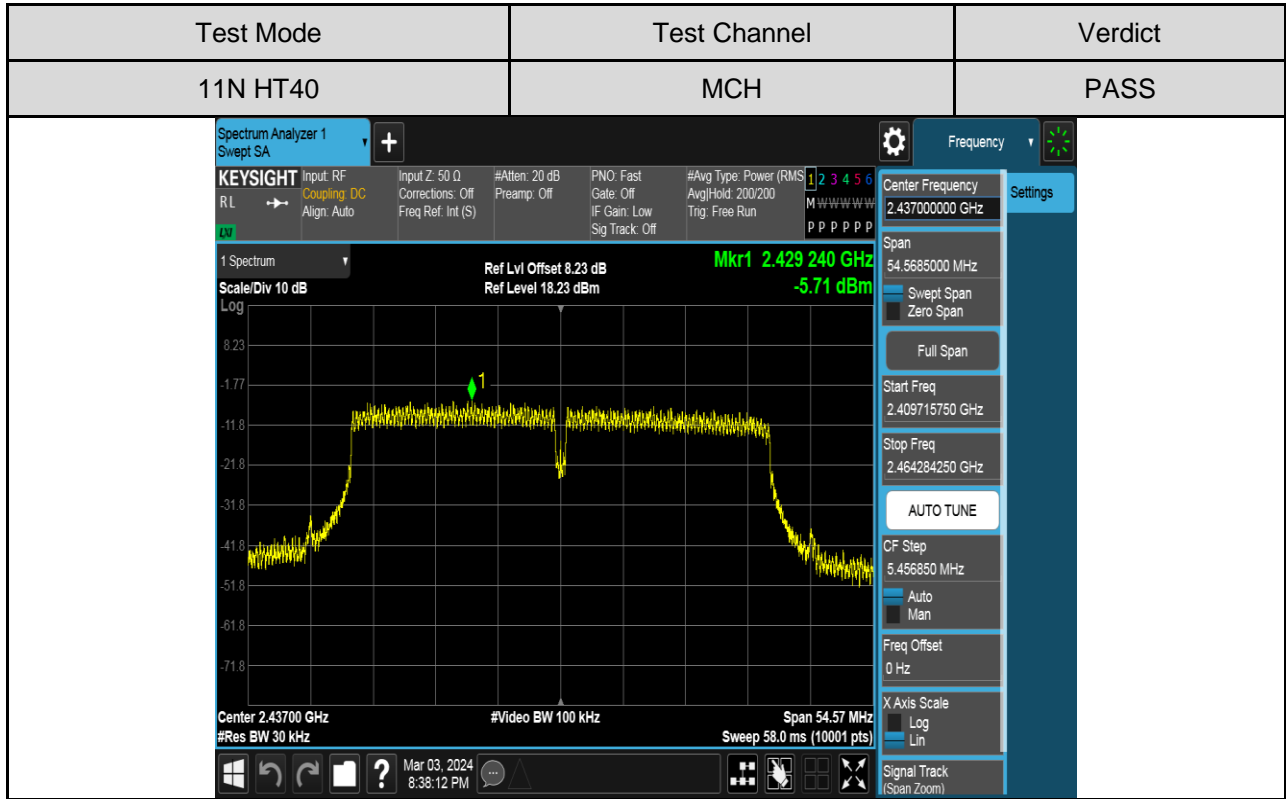 Test Mode Test Channel Verdict
11N HT40 MCH PASS
Spectrum Analyzer 1
Swept SA
+
Frequency
KEYSIGHT
RL
LXI
Input: RF
Coupling: DC
Align: Auto
Input Z: 50 Ω
Corrections: Off
Freq Ref: Int (S)
#Atten: 20 dB
Preamp: Off
PNO: Fast
Gate: Off
IF Gain: Low
Sig Track: Off
#Avg Type: Power (RMS
Avg|Hold: 200/200
Trig: Free Run
1 2 3 4 5 6
M W W W W W
P P P P P P
1 Spectrum
Scale/Div 10 dB
Ref Lvl Offset 8.23 dB
Ref Level 18.23 dBm
Mkr1 2.429 240 GHz
-5.71 dBm
Log
8.23
-1.77
-11.8
-21.8
-31.8
-41.8
-51.8
-61.8
-71.8
1
Center 2.43700 GHz
#Res BW 30 kHz
#Video BW 100 kHz
Span 54.57 MHz
Sweep 58.0 ms (10001 pts)
Center Frequency
2.437000000 GHz
Settings
Span
54.5685000 MHz
Swept Span
Zero Span
Full Span
Start Freq
2.409715750 GHz
Stop Freq
2.464284250 GHz
AUTO TUNE
CF Step
5.456850 MHz
Auto
Man
Freq Offset
0 Hz
X Axis Scale
Log
Lin
Signal Track
(Span Zoom)
?
Mar 03, 2024
8:38:12 PM